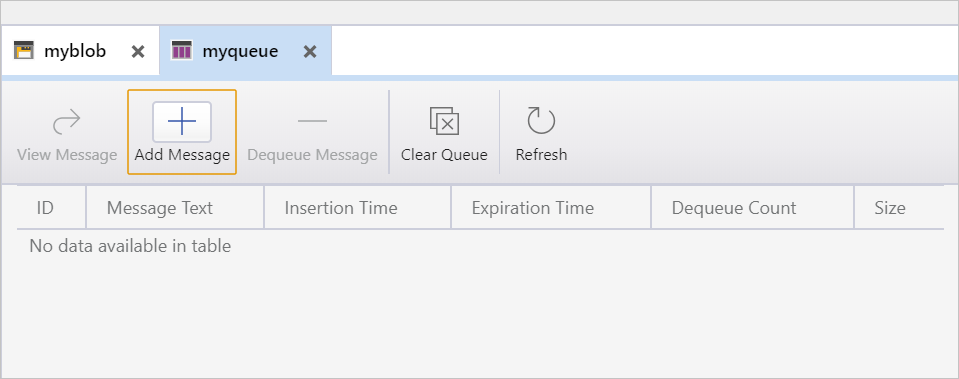 myblob myqueue
View Message Add Message Dequeue Message Clear Queue Refresh
ID Message Text Insertion Time Expiration Time Dequeue Count Size
No data available in table